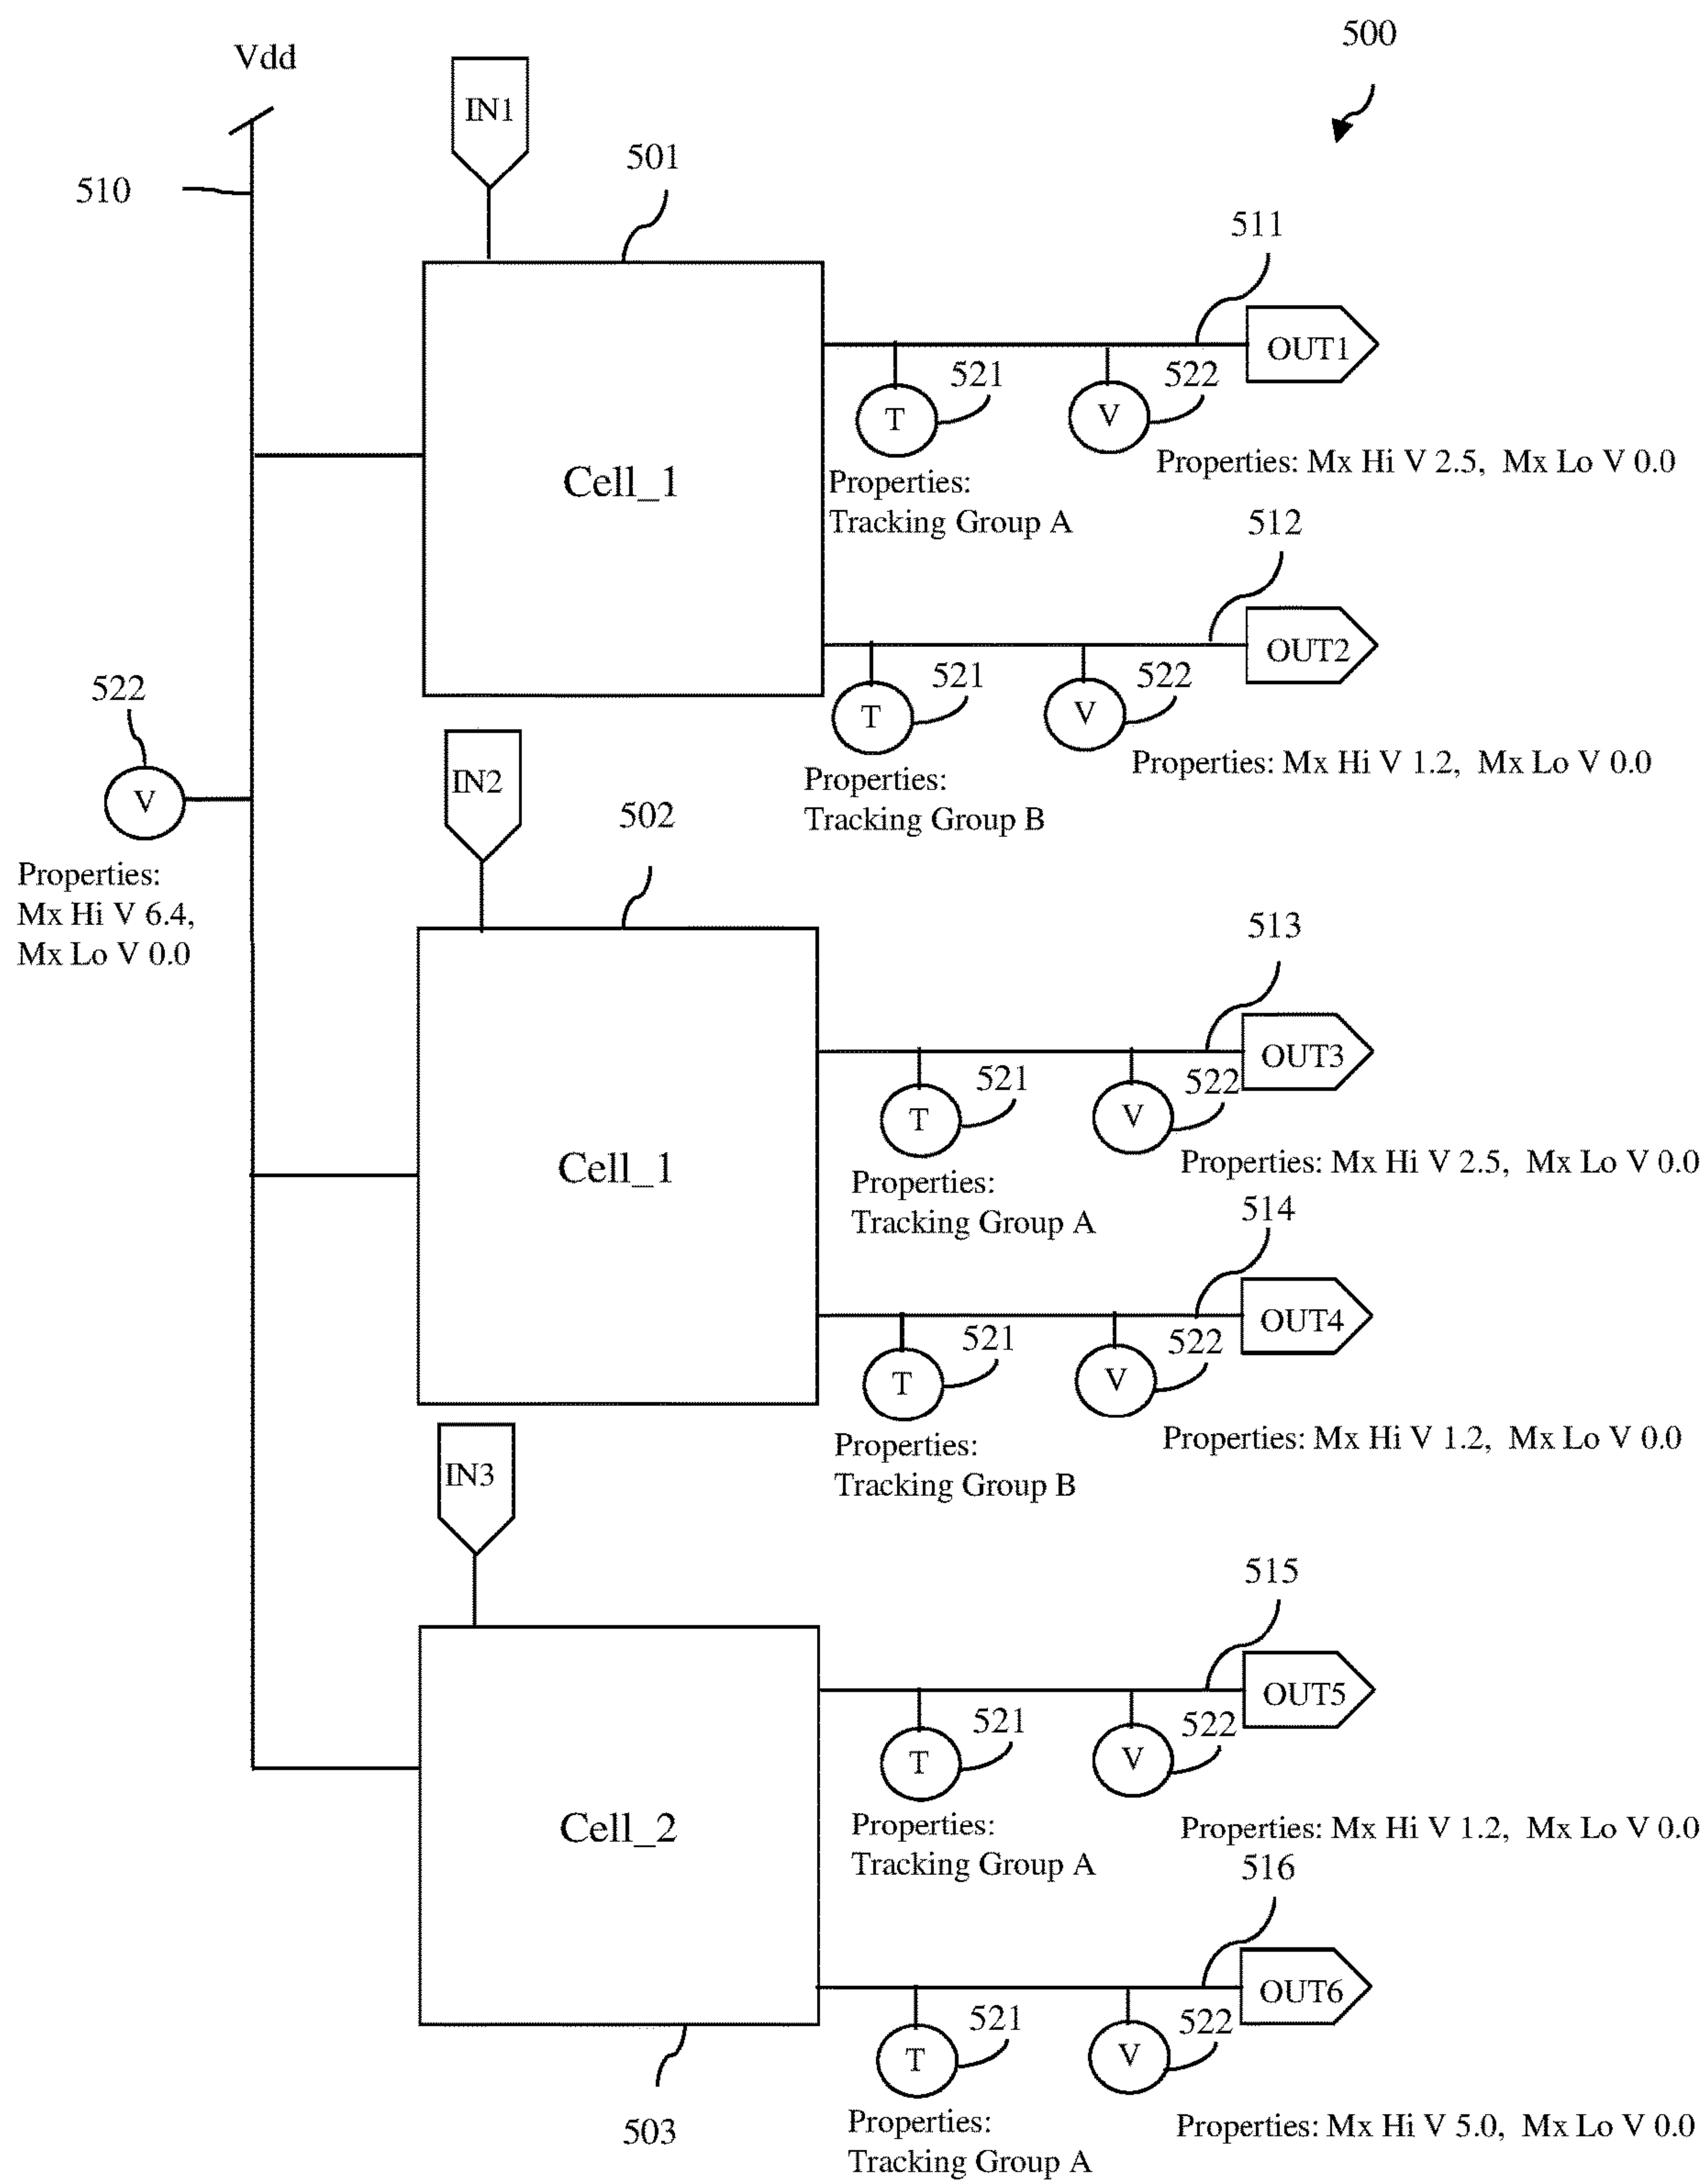 500
Vdd
IN1
510
501
511
OUT1
521
522
T
V
Properties: Mx Hi V 2.5, Mx Lo V 0.0
Cell_1
Properties:
Tracking Group A
512
OUT2
521
522
T
V
Properties: Mx Hi V 1.2, Mx Lo V 0.0
Properties:
Tracking Group B
522
V
Properties:
Mx Hi V 6.4,
Mx Lo V 0.0
IN2
502
513
OUT3
521
522
T
V
Properties: Mx Hi V 2.5, Mx Lo V 0.0
Cell_1
Properties:
Tracking Group A
514
OUT4
521
522
T
V
Properties: Mx Hi V 1.2, Mx Lo V 0.0
Properties:
Tracking Group B
IN3
515
OUT5
521
522
T
V
Properties: Mx Hi V 1.2, Mx Lo V 0.0
Cell_2
Properties:
Tracking Group A
516
OUT6
521
522
T
V
503
Properties: Mx Hi V 5.0, Mx Lo V 0.0
Properties:
Tracking Group A